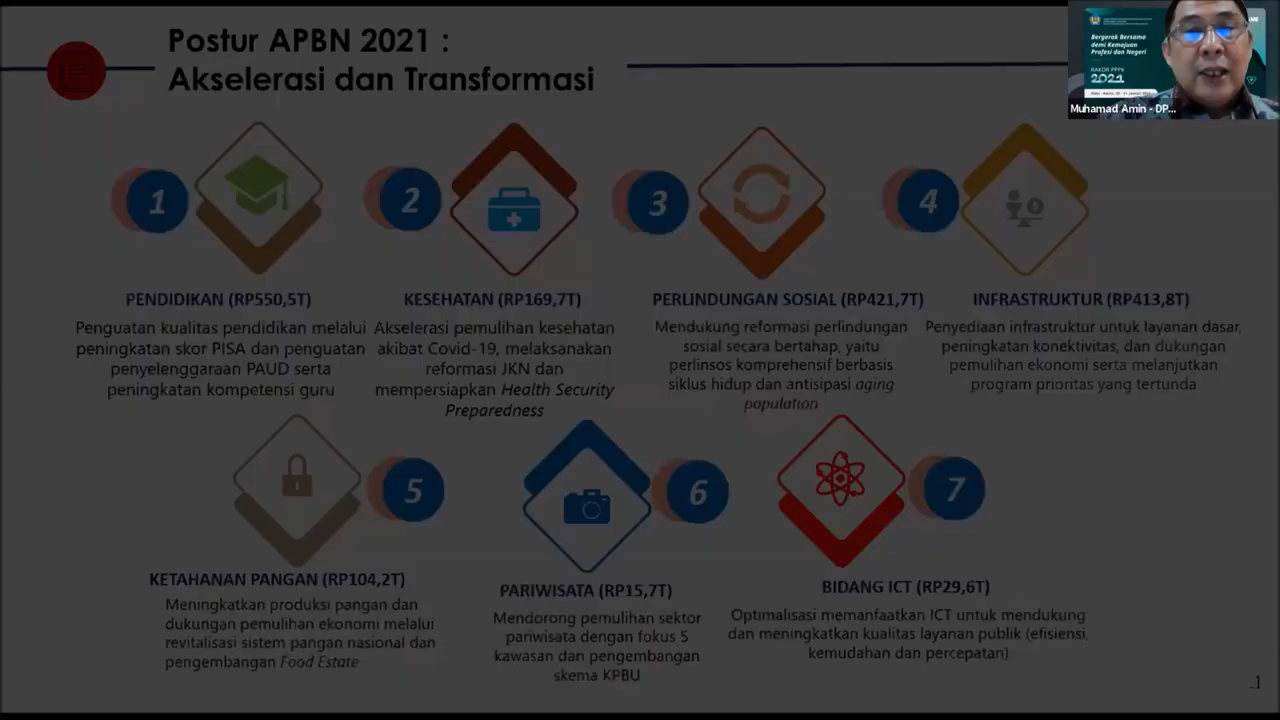 Postur APBN 2021 :
Akselerasi dan Transformasi
Bergerak Bersama
demi Kemajuan
Profesi dan Negeri
RAKOR PPPK
2021
Muhamad Amin - DP...
1
2
3
4
PENDIDIKAN (RP550,5T)
Penguatan kualitas pendidikan melalui
peningkatan skor PISA dan penguatan
penyelenggaraan PAUD serta
peningkatan kompetensi guru
KESEHATAN (RP169,7T)
Akselerasi pemulihan kesehatan
akibat Covid-19, melaksanakan
reformasi JKN dan
mempersiapkan Health Security
Preparedness
PERLINDUNGAN SOSIAL (RP421,7T)
Mendukung reformasi perlindungan
sosial secara bertahap, yaitu
perlinsos komprehensif berbasis
siklus hidup dan antisipasi aging
population
INFRASTRUKTUR (RP413,8T)
Penyediaan infrastruktur untuk layanan dasar,
peningkatan konektivitas, dan dukungan
pemulihan ekonomi serta melanjutkan
program prioritas yang tertunda
5
6
7
KETAHANAN PANGAN (RP104,2T)
Meningkatkan produksi pangan dan
dukungan pemulihan ekonomi melalui
revitalisasi sistem pangan nasional dan
pengembangan Food Estate
PARIWISATA (RP15,7T)
Mendorong pemulihan sektor
pariwisata dengan fokus 5
kawasan dan pengembangan
skema KPBU
BIDANG ICT (RP29,6T)
Optimalisasi memanfaatkan ICT untuk mendukung
dan meningkatkan kualitas layanan publik (efisiensi,
kemudahan dan percepatan)